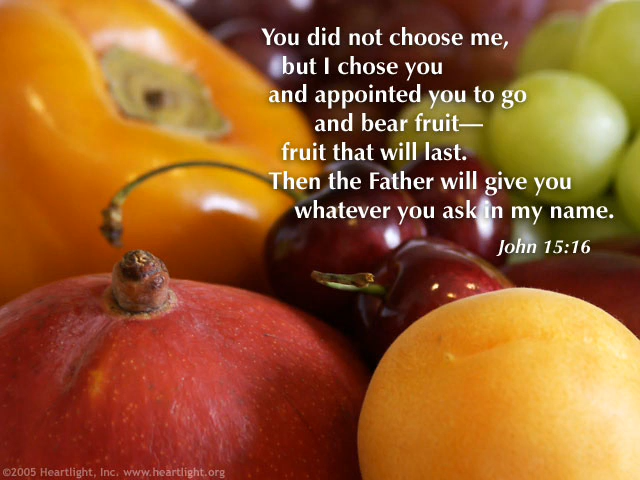 You did not choose me,
but I chose you
and appointed you to go
and bear fruit—
fruit that will last.
Then the Father will give you
whatever you ask in my name.
John 15:16
©2005 Heartlight, Inc. www.heartlight.org